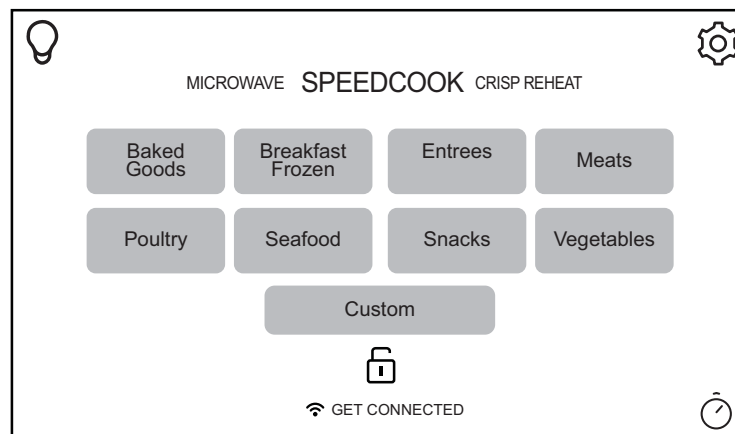 MICROWAVE SPEEDCOOK CRISP REHEAT
Baked
Goods
Breakfast
Frozen
Entrees
Meats
Poultry
Seafood
Snacks
Vegetables
Custom
GET CONNECTED